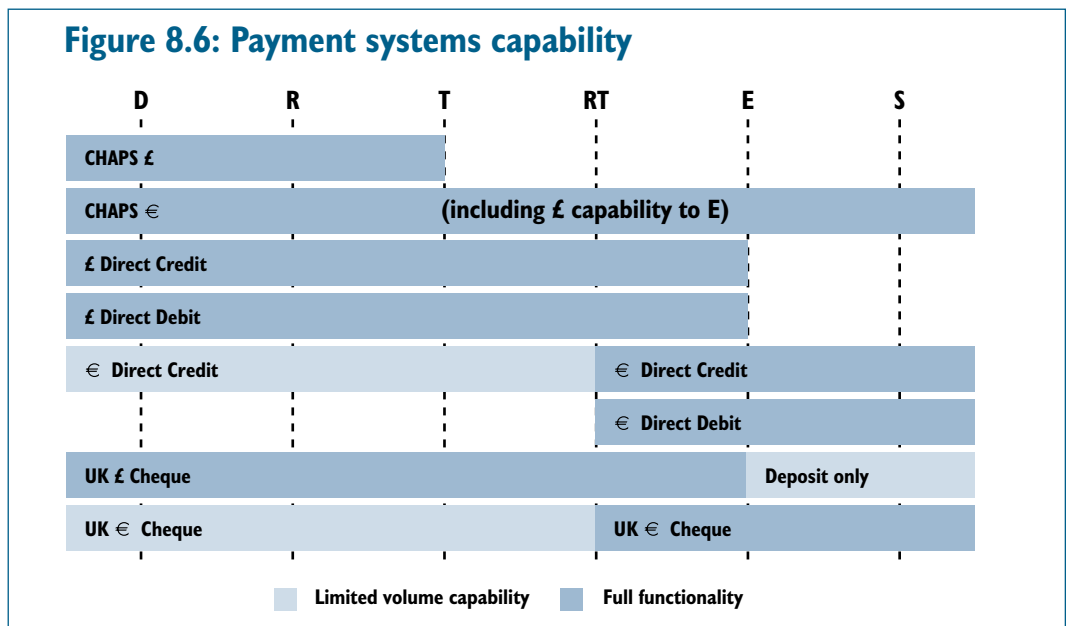 Figure 8.6: Payment systems capability
D R T RT E S
CHAPS £
CHAPS € (including £ capability to E)
£ Direct Credit
£ Direct Debit
€ Direct Credit € Direct Credit
€ Direct Debit
UK £ Cheque Deposit only
UK € Cheque UK € Cheque
Limited volume capability Full functionality